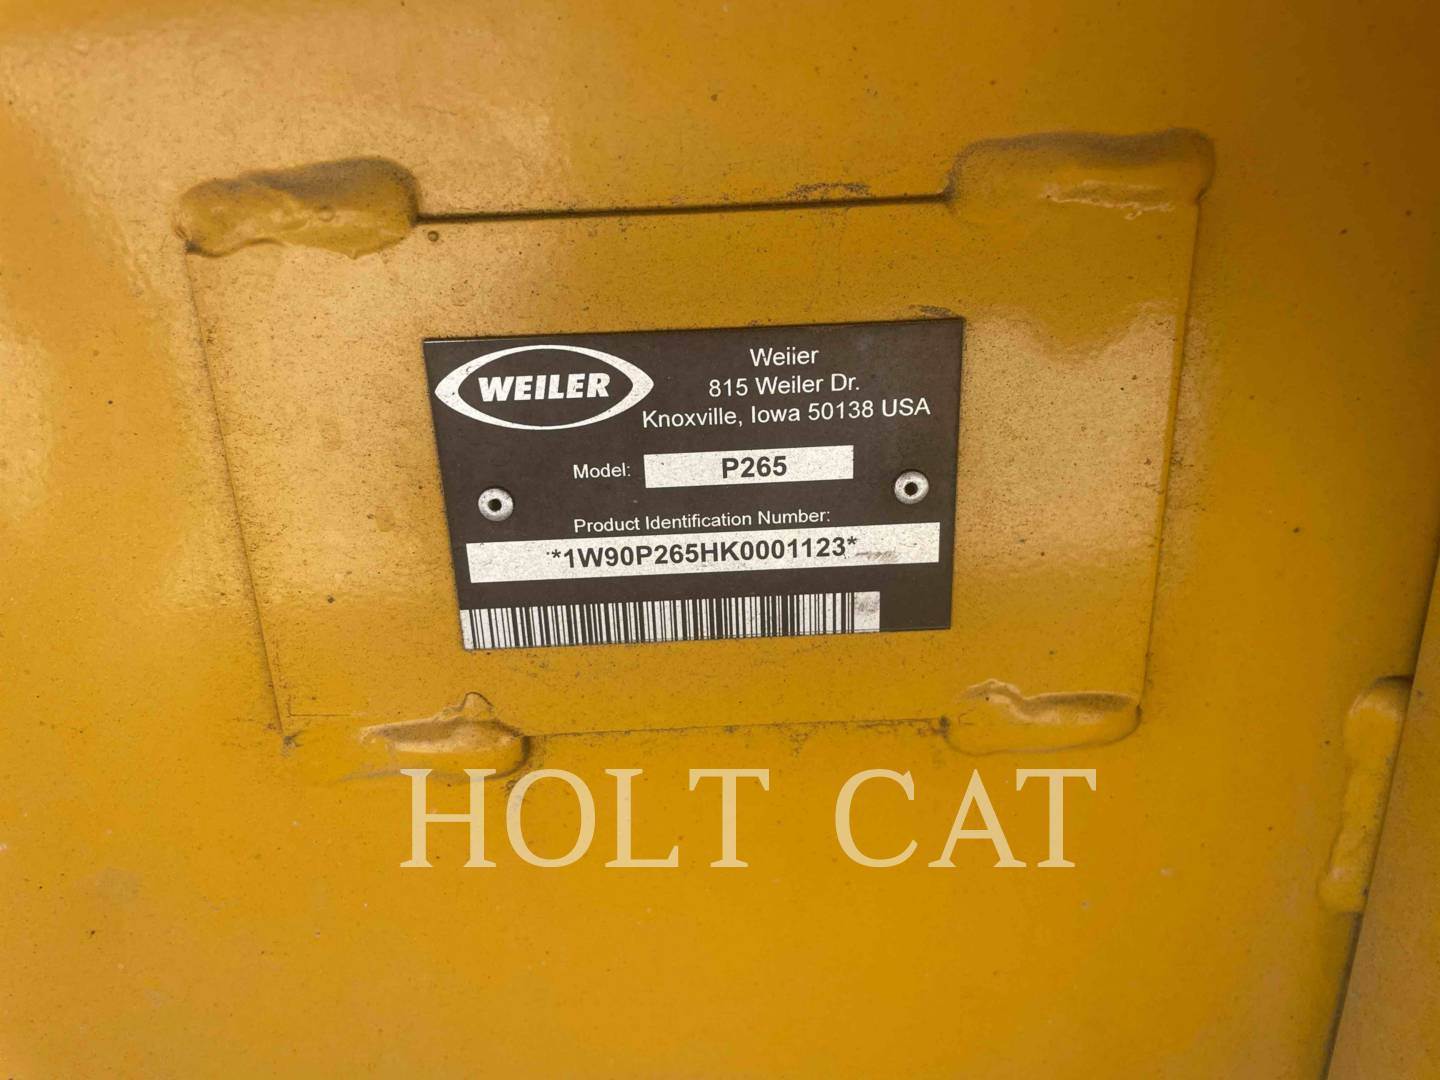 WEILER
Weiier
815 Weiler Dr.
Knoxville, Iowa 50138 USA
Model: P265
Product Identification Number:
*1W90P265HK0001123*
HOLT CAT